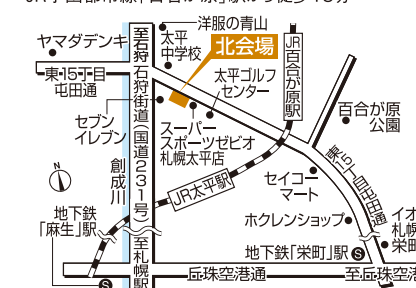 洋服の青山
至石狩
太平
中学校
北会場
ヤマダデンキ
JR百合が原駅
東15丁目
屯田通
石狩街道(国道231号)
太平ゴルフ
センター
百合が原
公園
セブン
イレブン
スーパー
スポーツゼビオ
札幌太平店
東15丁目屯田通
N
創成川
セイコー
マート
JR太平駅
地下鉄
「麻生」駅
ホクレンショップ
イオ
札幌
栄町
至札幌駅
地下鉄「栄町」駅
S
丘珠空港通
至丘珠空
S